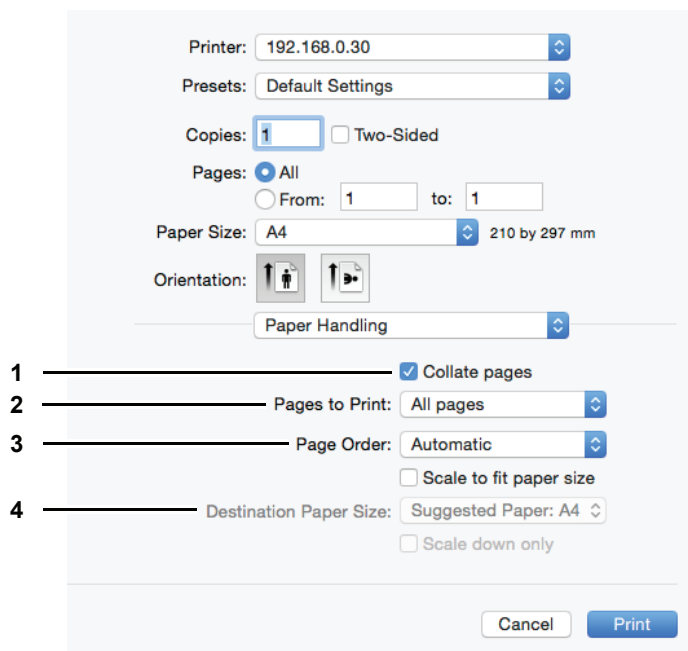 Printer: 192.168.0.30
Presets: Default Settings
Copies: 1 Two-Sided
Pages: All
From: 1 to: 1
Paper Size: A4 210 by 297 mm
Orientation:
Paper Handling
1 Collate pages
2 Pages to Print: All pages
3 Page Order: Automatic
Scale to fit paper size
4 Destination Paper Size: Suggested Paper: A4
Scale down only
Cancel Print